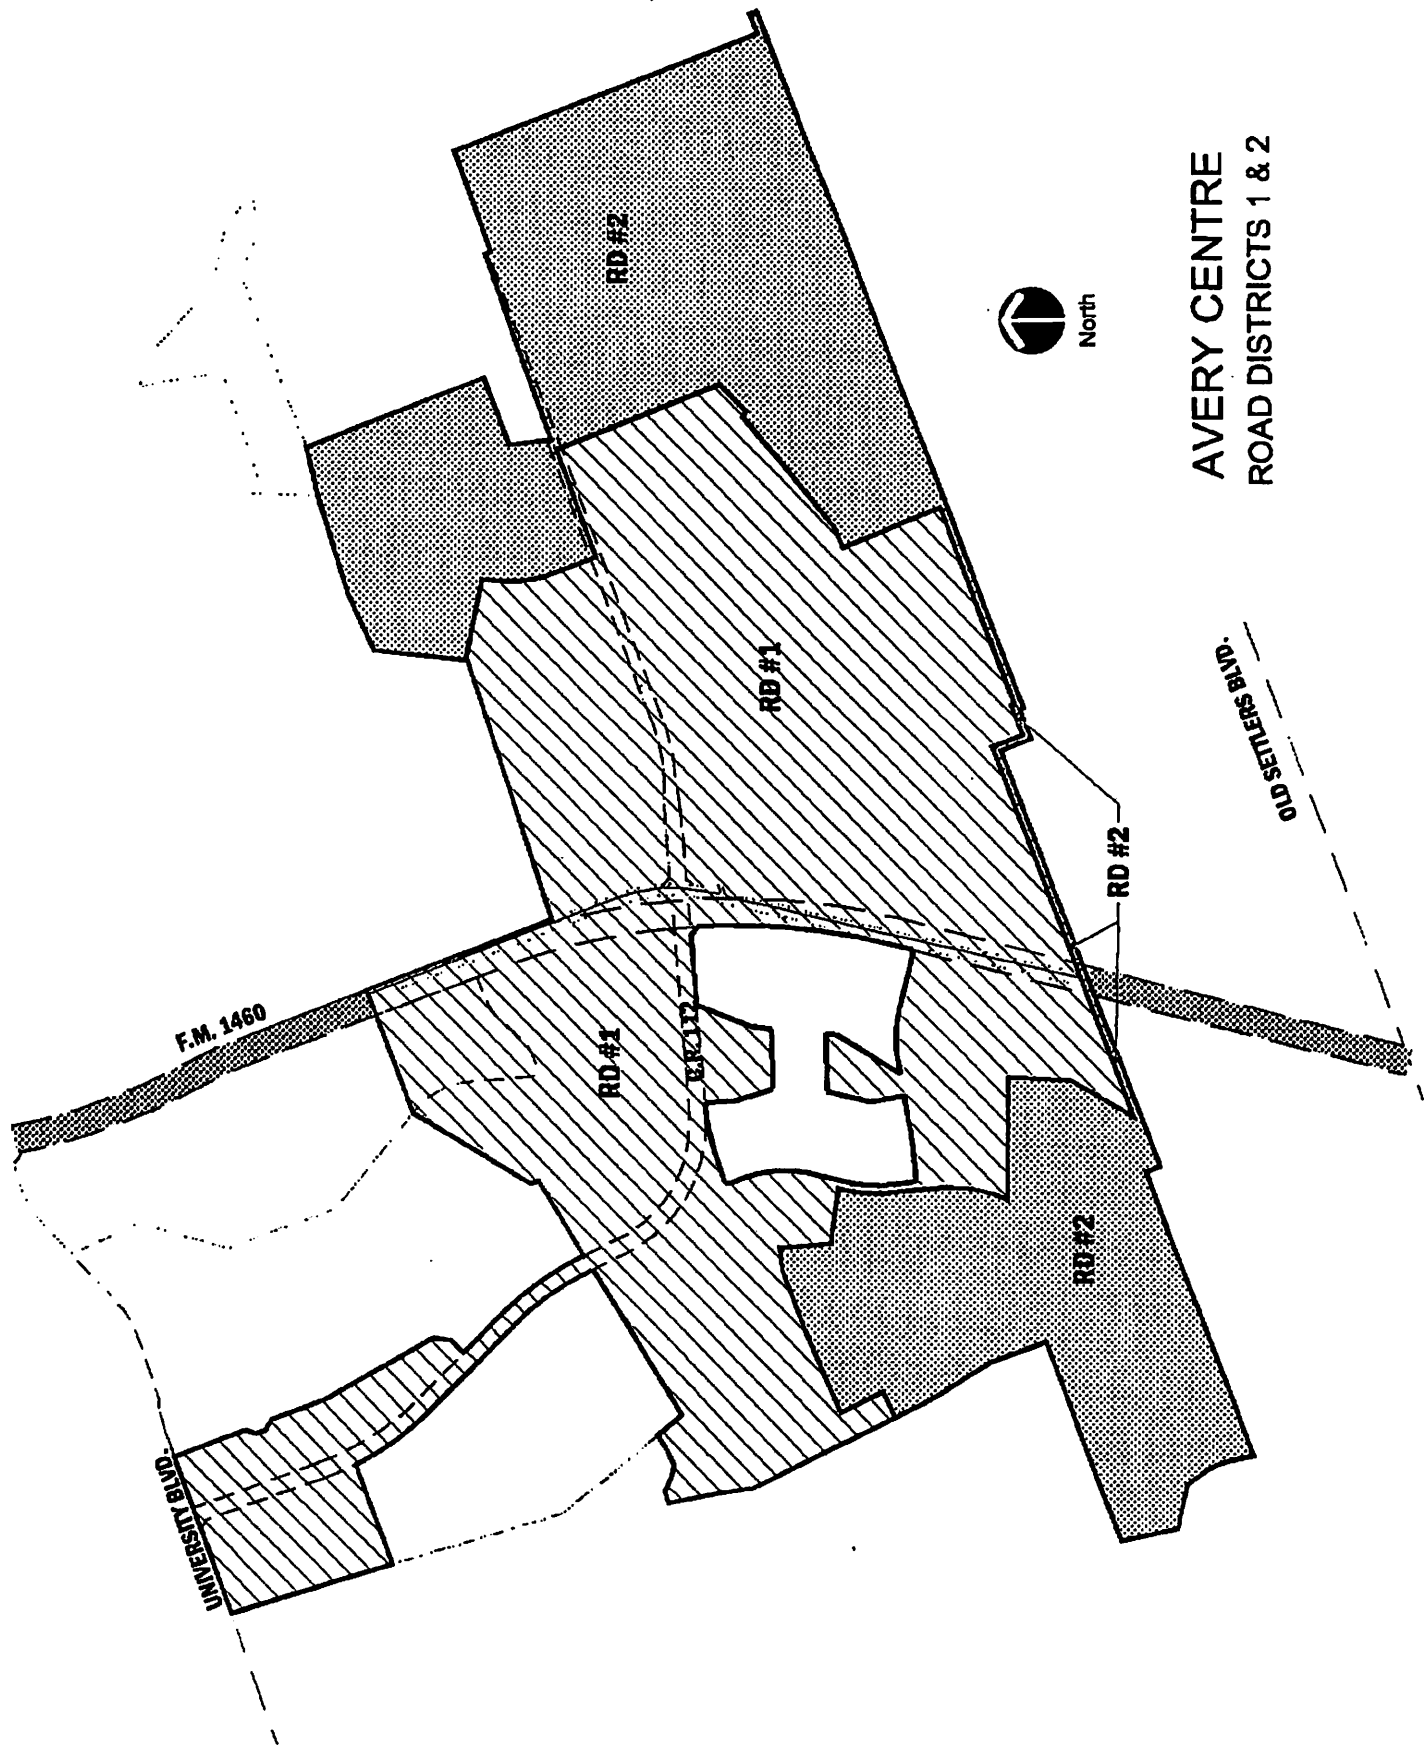 AVERY CENTRE
ROAD DISTRICTS 1 & 2
North
UNIVERSITY BLVD.
F.M. 1460
RD #2
RD #1
RD #1
C.R. 112
RD #2
RD #2
OLD SETTLERS BLVD.